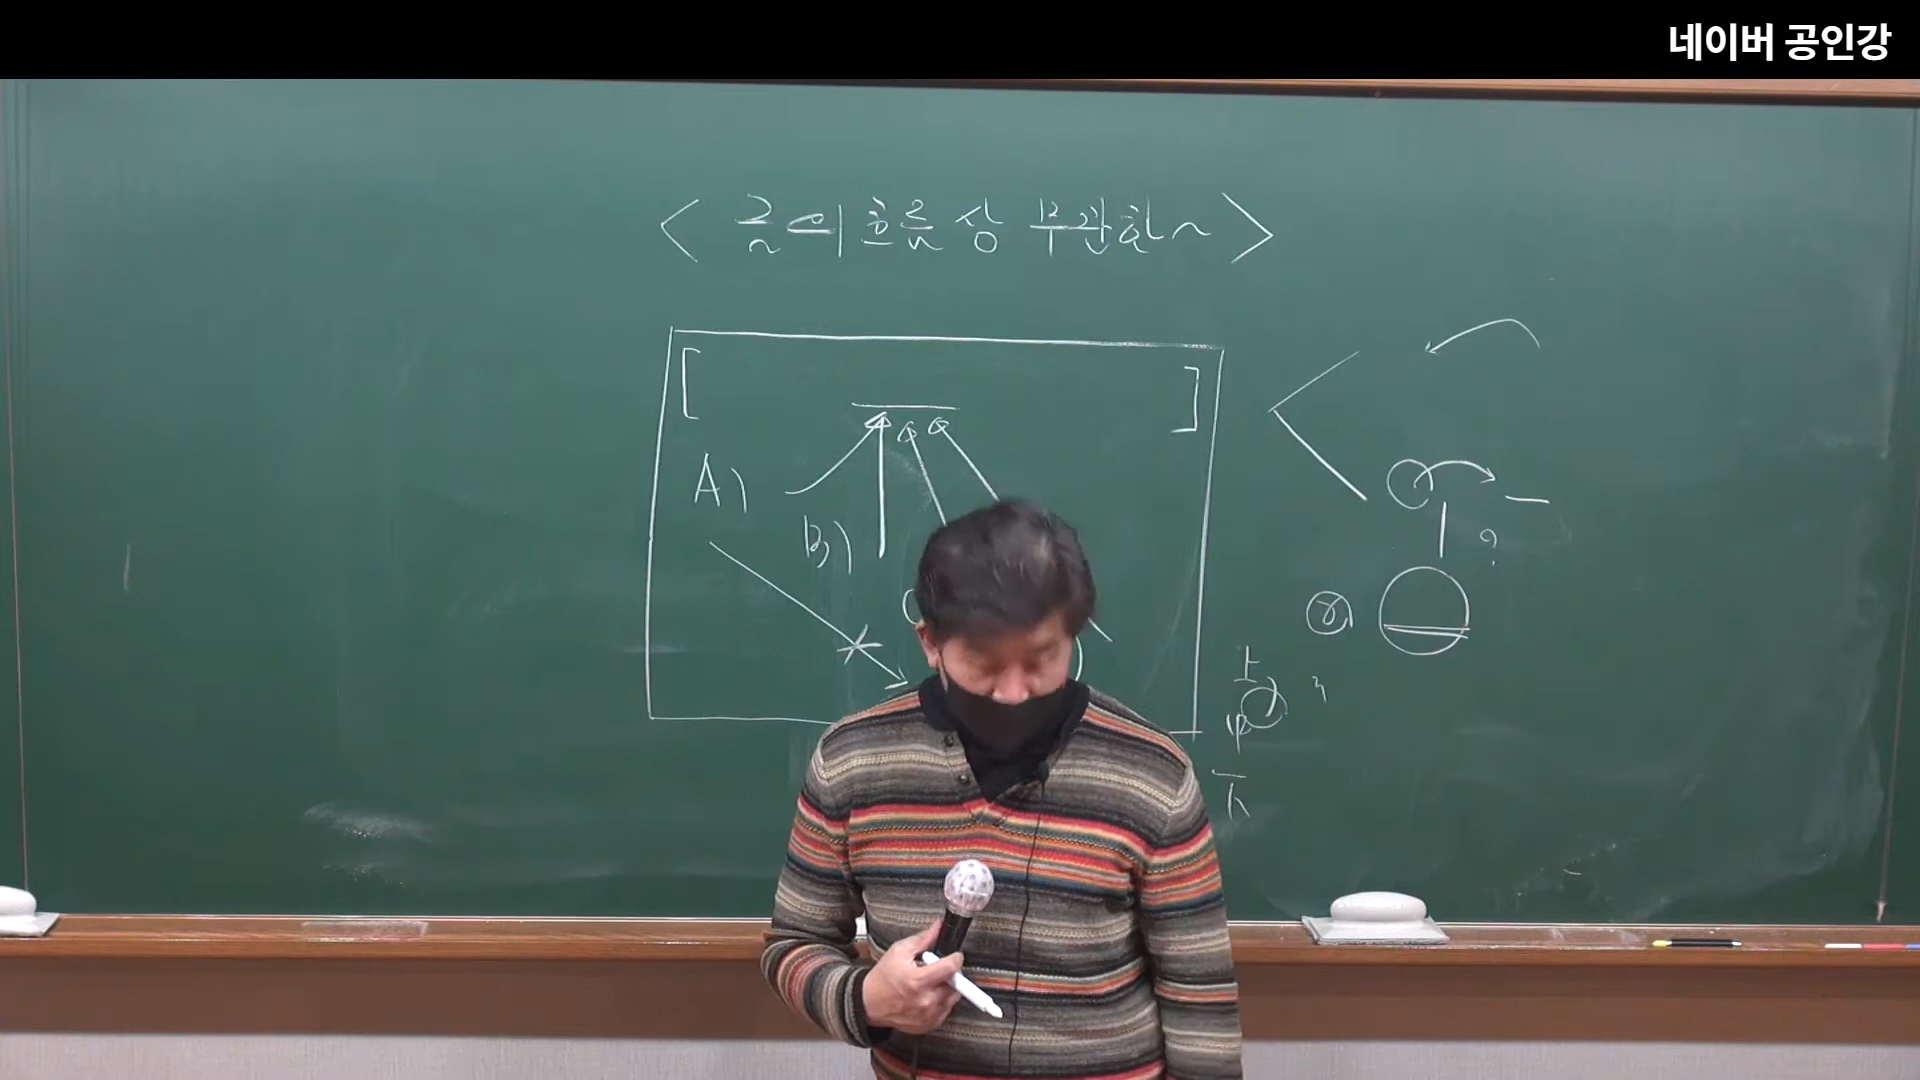 네이버 공인강
< 글의 흐름상 무관한~ >
[ ]
A)
B)
?
上
下